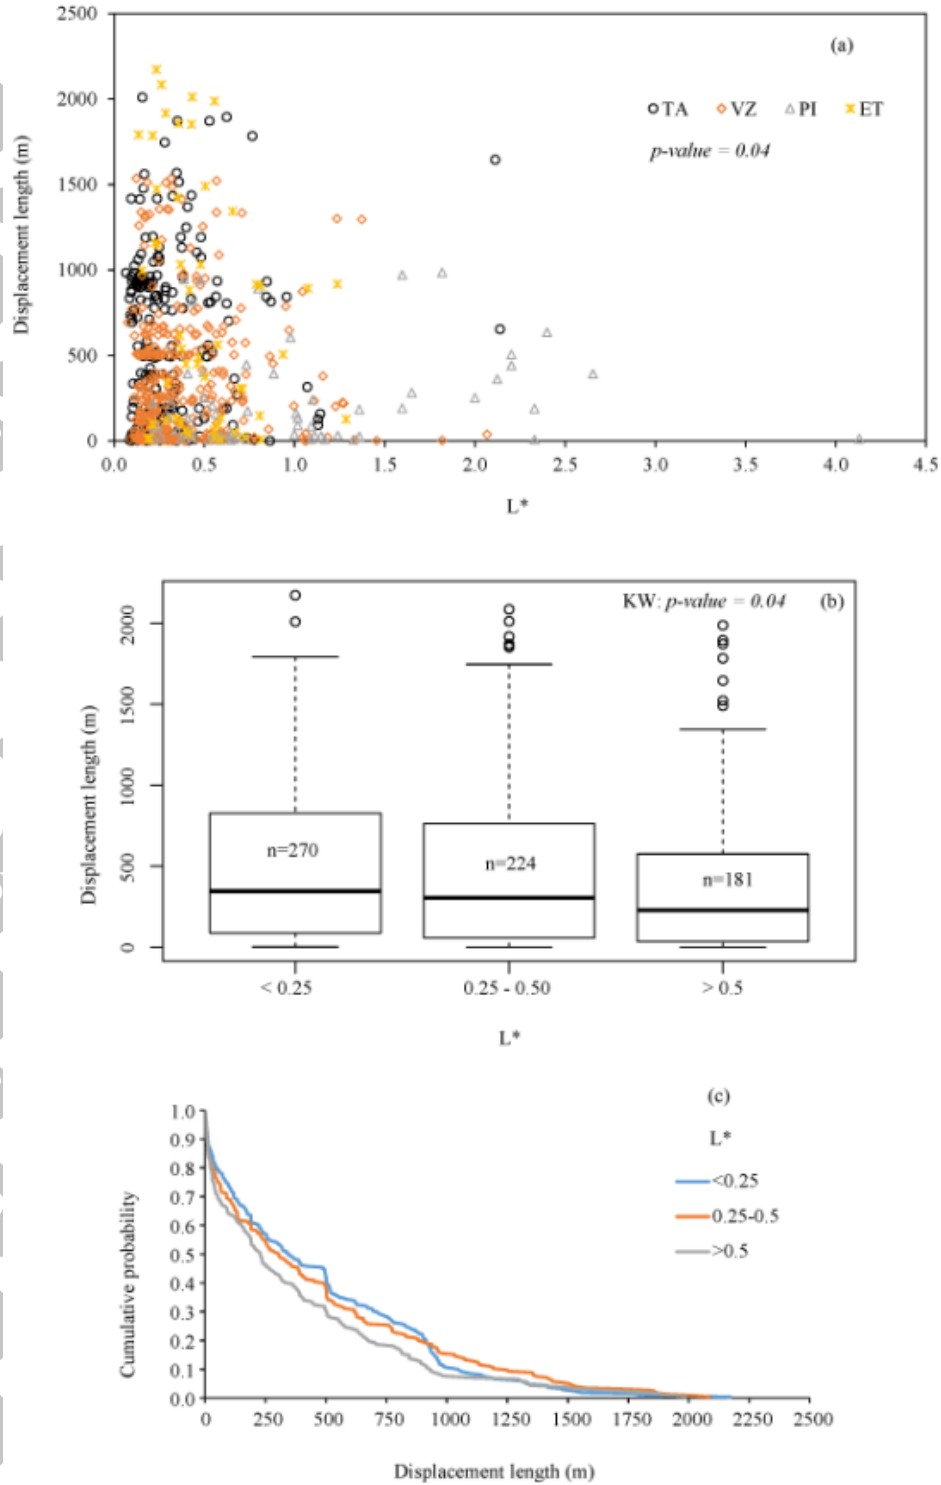 2500
(a)
2000
TA VZ PI ET
p-value = 0.04
1500
1000
500
0
Displacement length (m)
0.0 0.5 1.0 1.5 2.0 2.5 3.0 3.5 4.0 4.5
L*
KW: p-value = 0.04 (b)
2000
1500
1000
500
0
Displacement length (m)
n=270
n=224
n=181
< 0.25 0.25 - 0.50 > 0.5
L*
(c)
L*
<0.25
0.25-0.5
>0.5
1.0
0.9
0.8
0.7
0.6
0.5
0.4
0.3
0.2
0.1
0.0
Cumulative probability
0 250 500 750 1000 1250 1500 1750 2000 2250 2500
Displacement length (m)